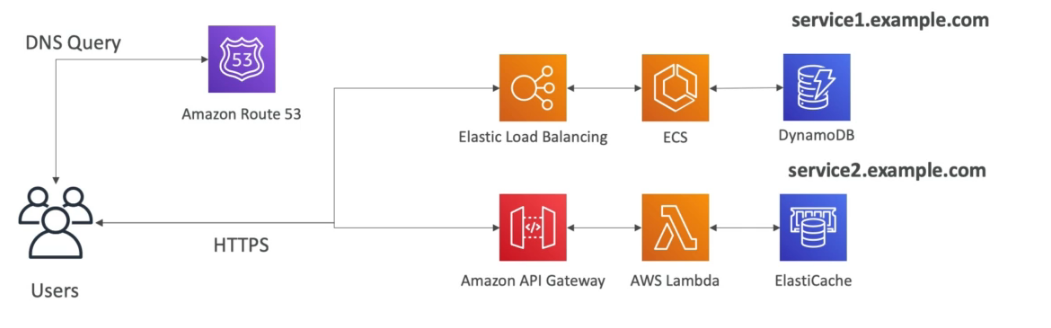 service1.example.com
DNS Query
53
Amazon Route 53
Elastic Load Balancing
ECS
DynamoDB
service2.example.com
HTTPS
Users
</>
Amazon API Gateway
AWS Lambda
ElastiCache